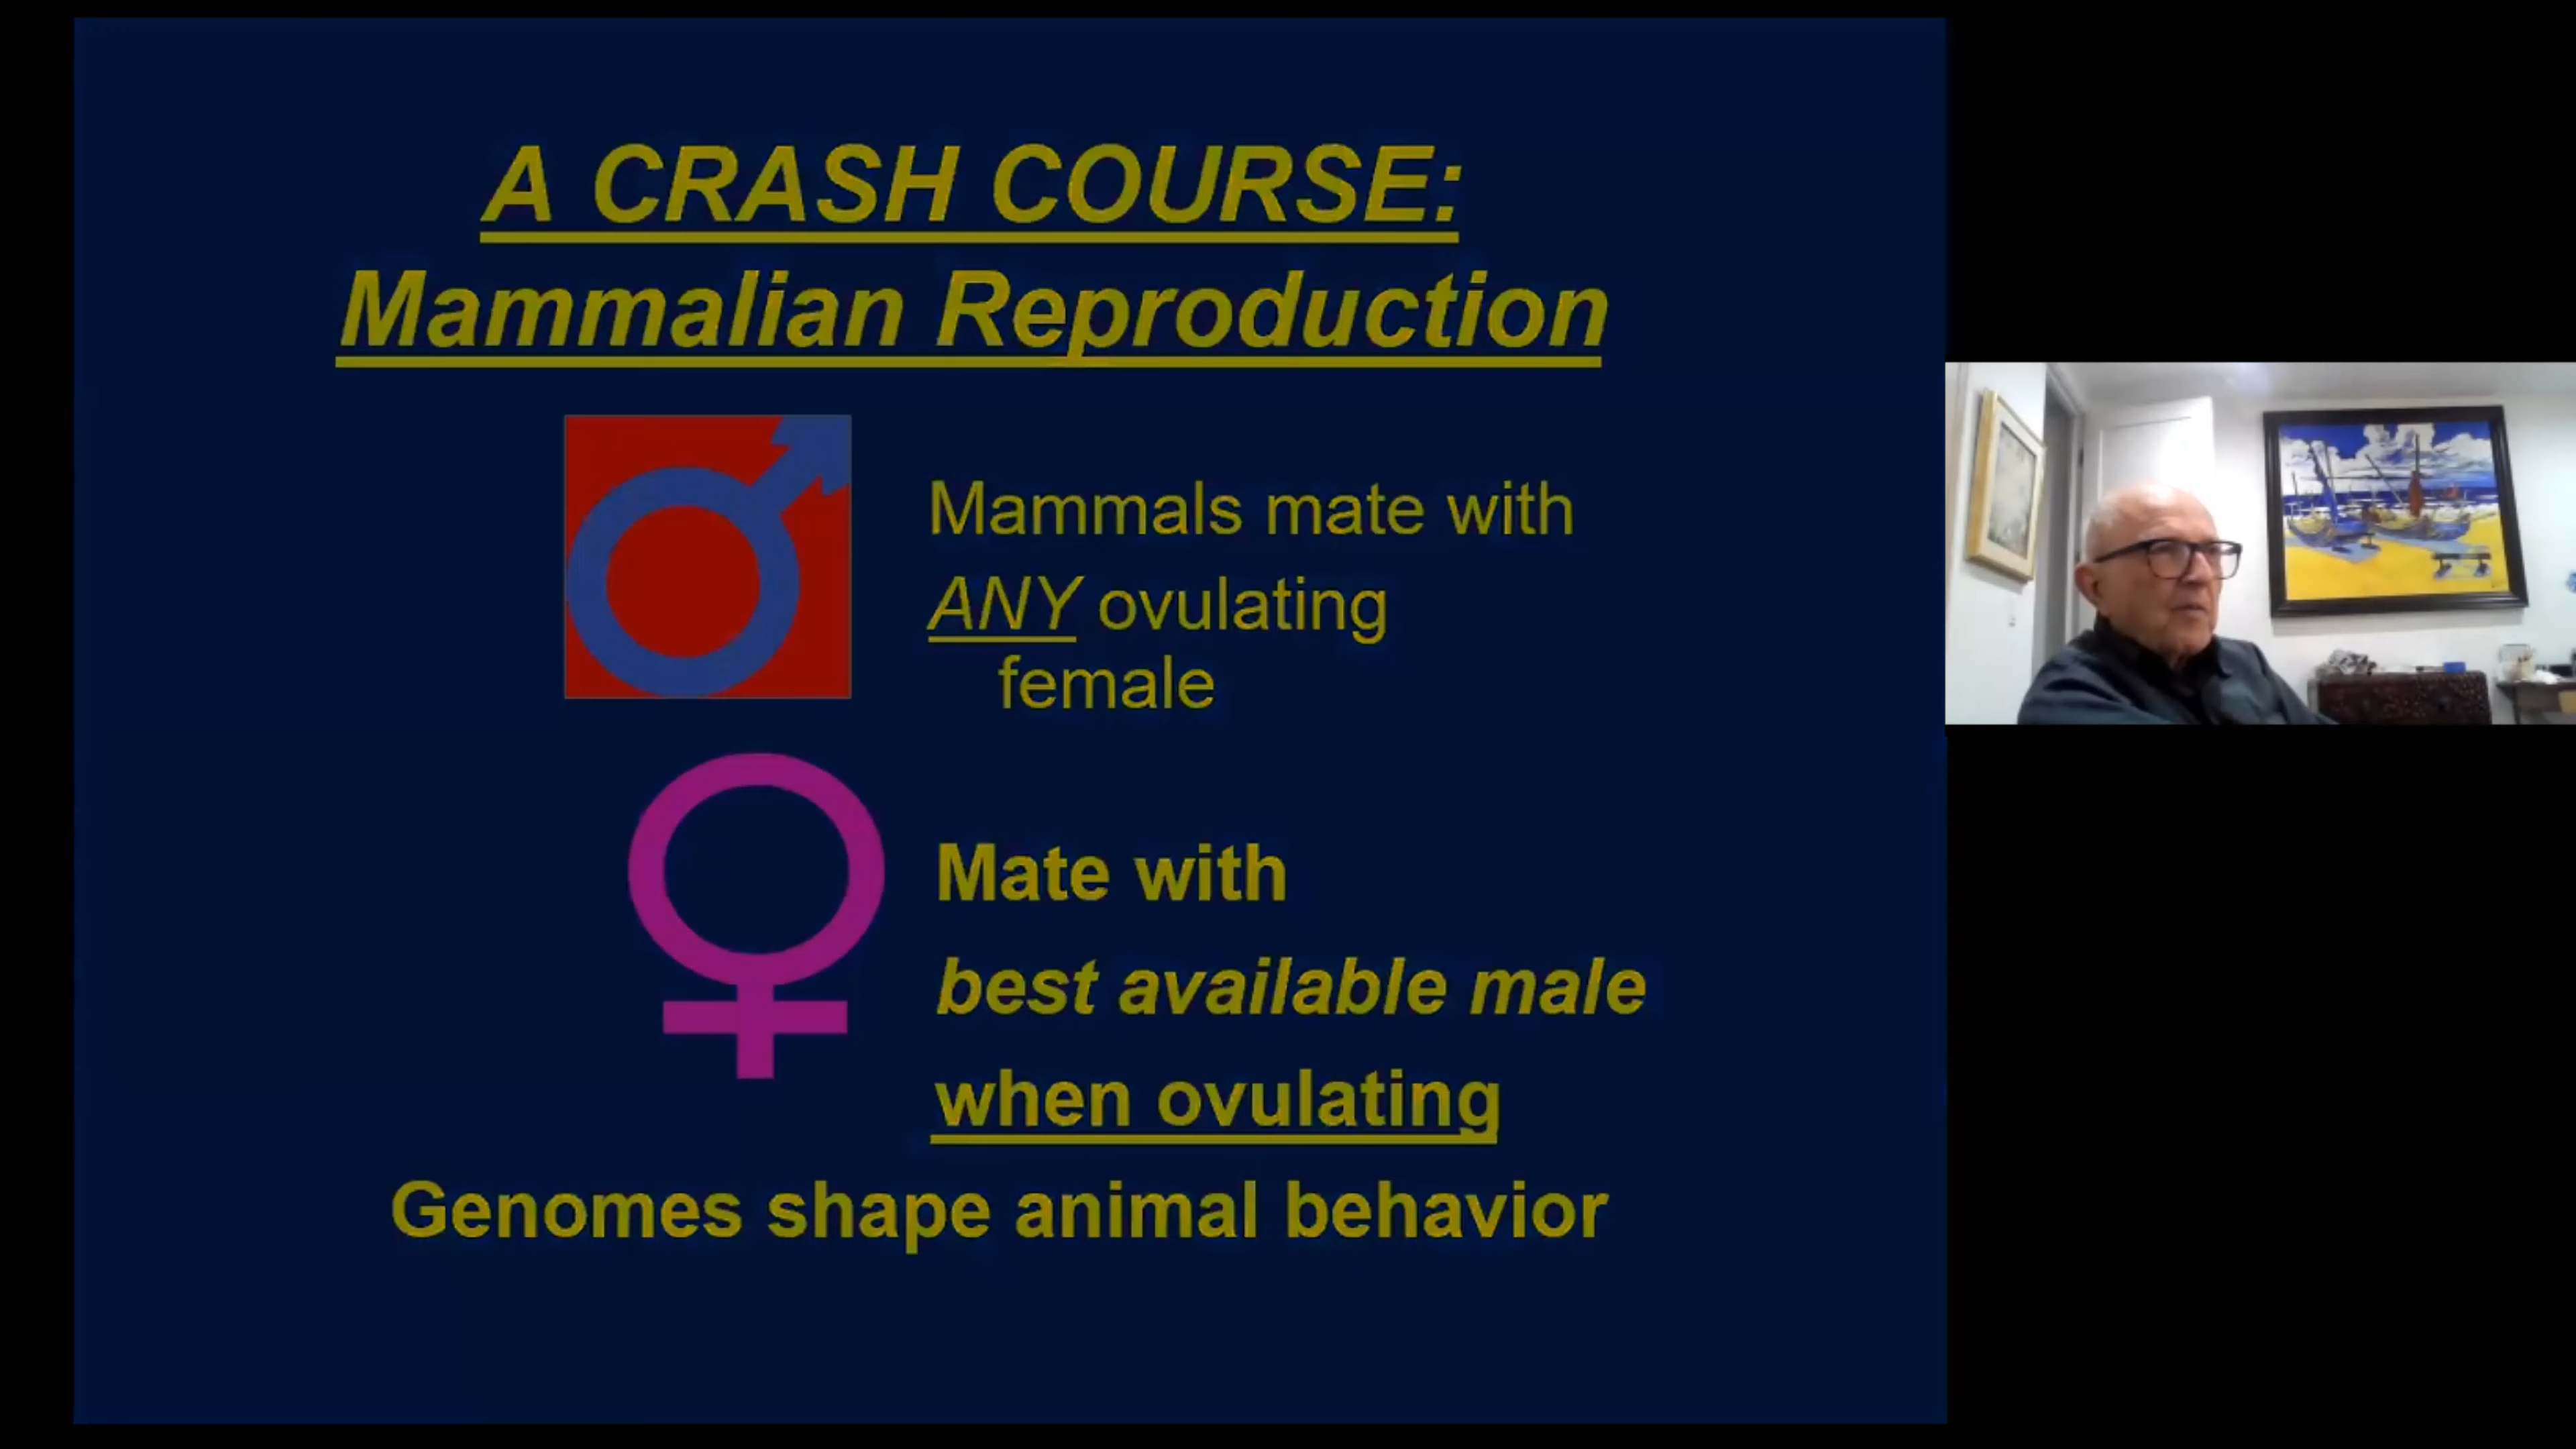 A CRASH COURSE:
Mammalian Reproduction
Mammals mate with
ANY ovulating
female
Mate with
best available male
when ovulating
Genomes shape animal behavior